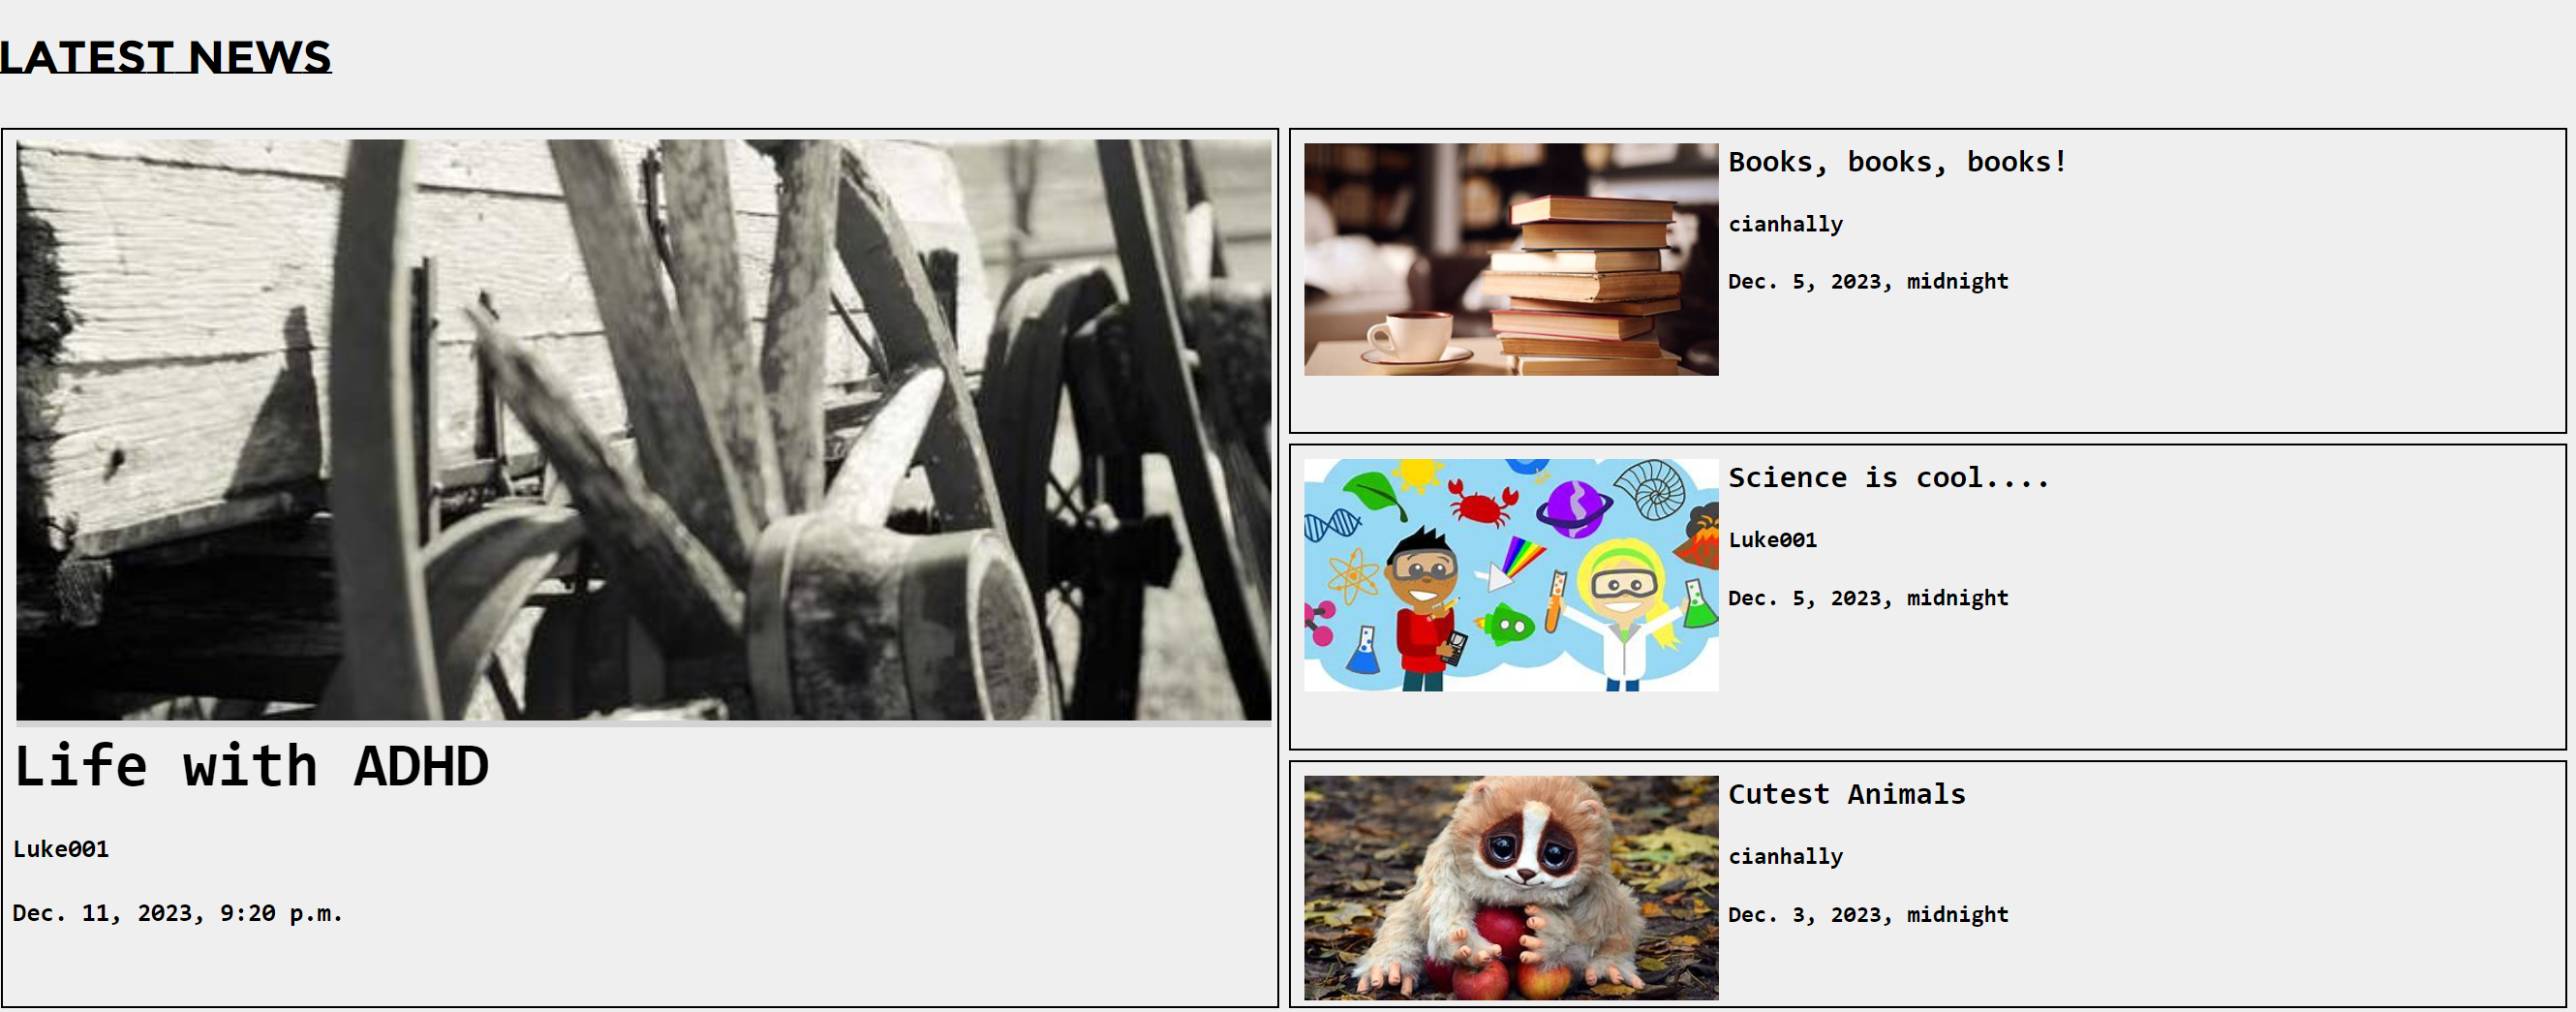 LATEST NEWS
Life with ADHD
Luke001
Dec. 11, 2023, 9:20 p.m.
Books, books, books!
cianhally
Dec. 5, 2023, midnight
Science is cool....
Luke001
Dec. 5, 2023, midnight
Cutest Animals
cianhally
Dec. 3, 2023, midnight